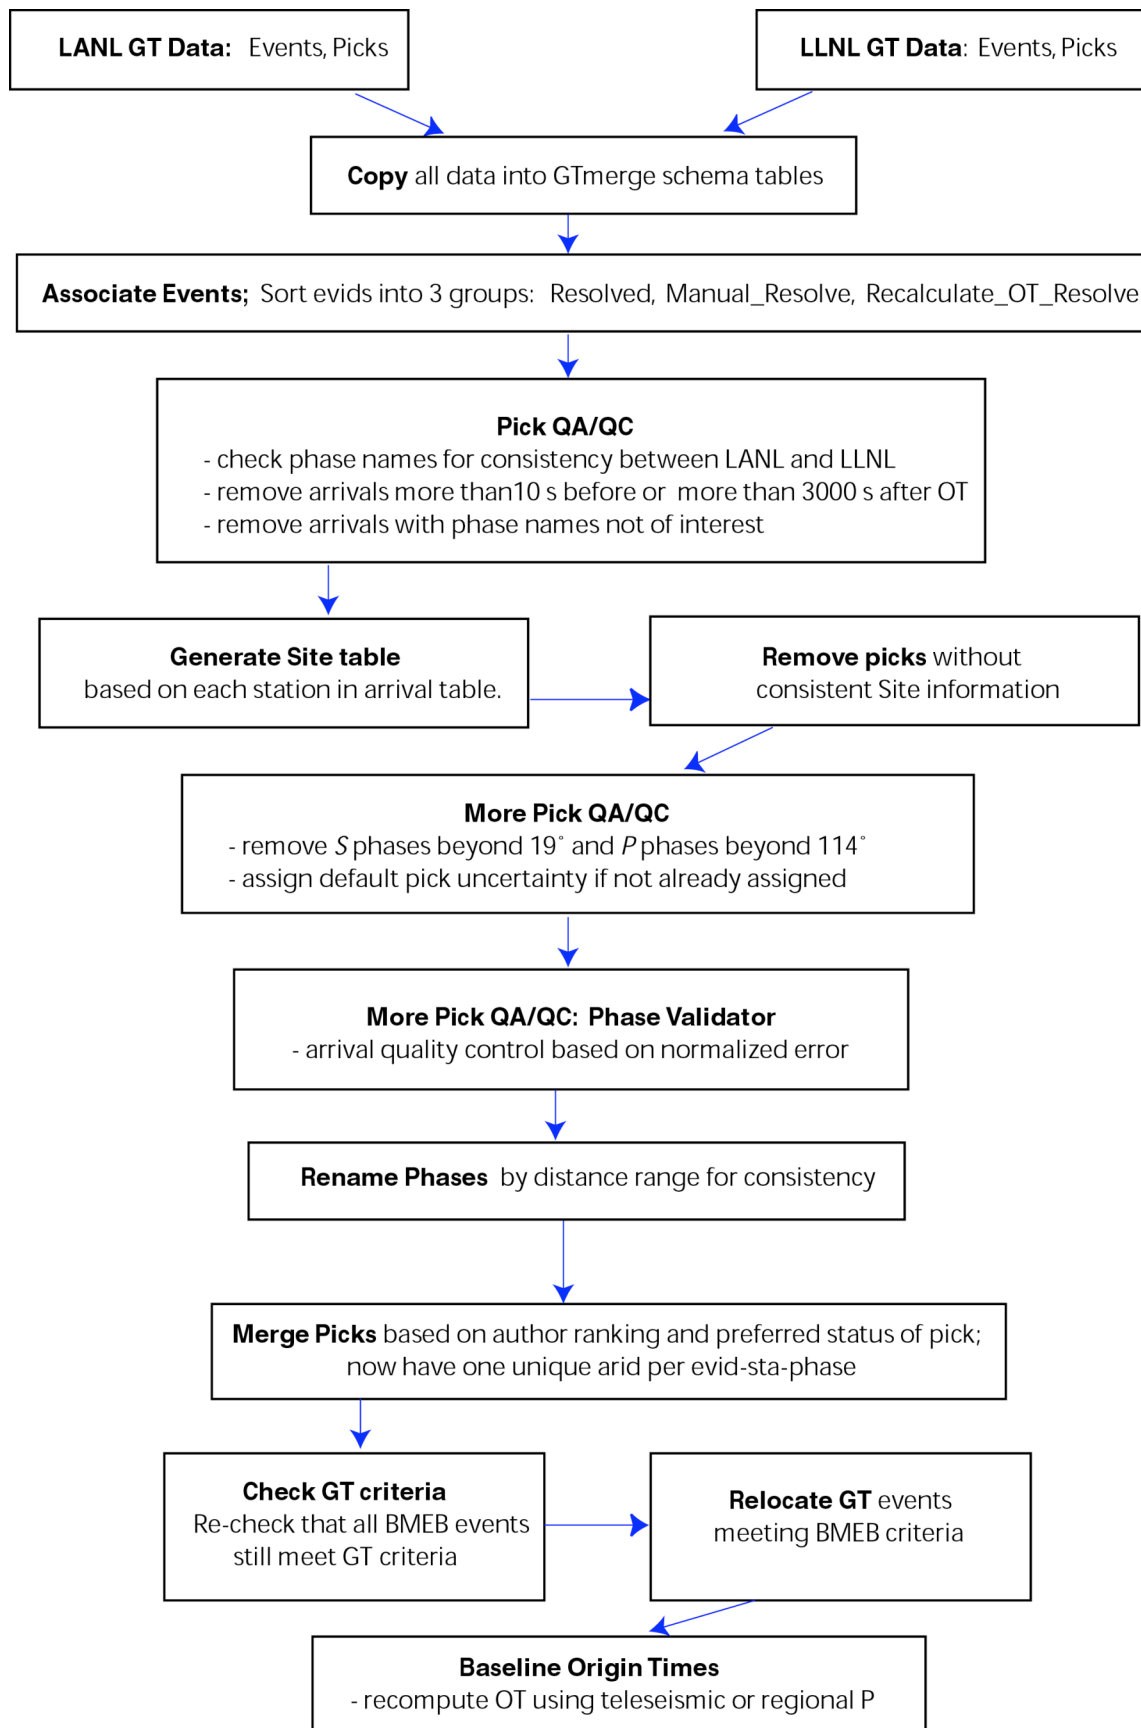 LANL GT Data: Events, Picks
LLNL GT Data: Events, Picks
Copy all data into GTmerge schema tables
Associate Events; Sort evids into 3 groups: Resolved, Manual_Resolve, Recalculate_OT_Resolve
Pick QA/QC
- check phase names for consistency between LANL and LLNL
- remove arrivals more than10 s before or more than 3000 s after OT
- remove arrivals with phase names not of interest
Generate Site table
based on each station in arrival table.
Remove picks without
consistent Site information
More Pick QA/QC
- remove S phases beyond 19° and P phases beyond 114°
- assign default pick uncertainty if not already assigned
More Pick QA/QC: Phase Validator
- arrival quality control based on normalized error
Rename Phases by distance range for consistency
Merge Picks based on author ranking and preferred status of pick;
now have one unique arid per evid-sta-phase
Check GT criteria
Re-check that all BMEB events
still meet GT criteria
Relocate GT events
meeting BMEB criteria
Baseline Origin Times
- recompute OT using teleseismic or regional P